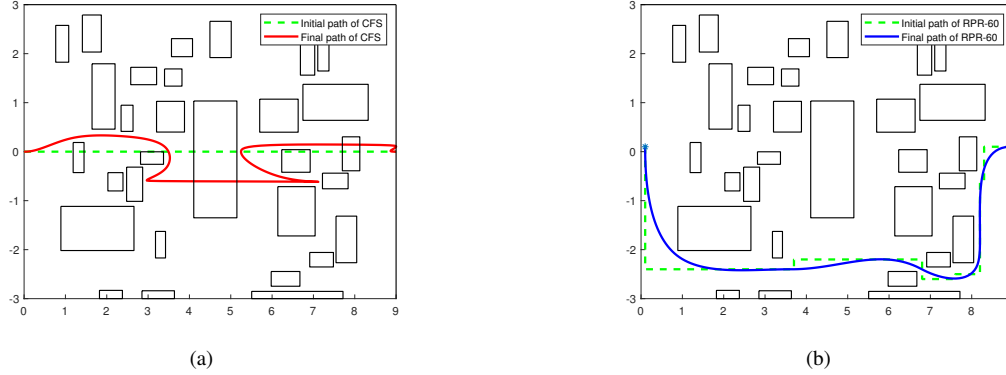 3
2
1
0
-1
-2
-3
0 1 2 3 4 5 6 7 8 9
Initial path of CFS
Final path of CFS
(a)
3
2
1
0
-1
-2
-3
0 1 2 3 4 5 6 7 8
Initial path of RPR-60
Final path of RPR-60
(b)